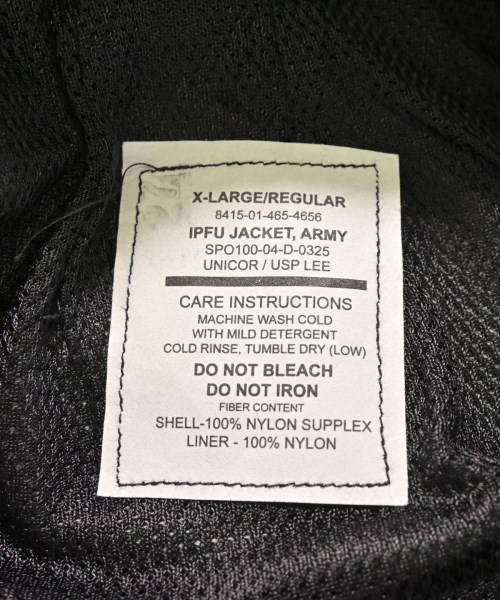 X-LARGE/REGULAR
8415-01-465-4656
IPFU JACKET, ARMY
SPO100-04-D-0325
UNICOR / USP LEE
CARE INSTRUCTIONS
MACHINE WASH COLD
WITH MILD DETERGENT
COLD RINSE, TUMBLE DRY (LOW)
DO NOT BLEACH
DO NOT IRON
FIBER CONTENT
SHELL-100% NYLON SUPPLEX
LINER - 100% NYLON